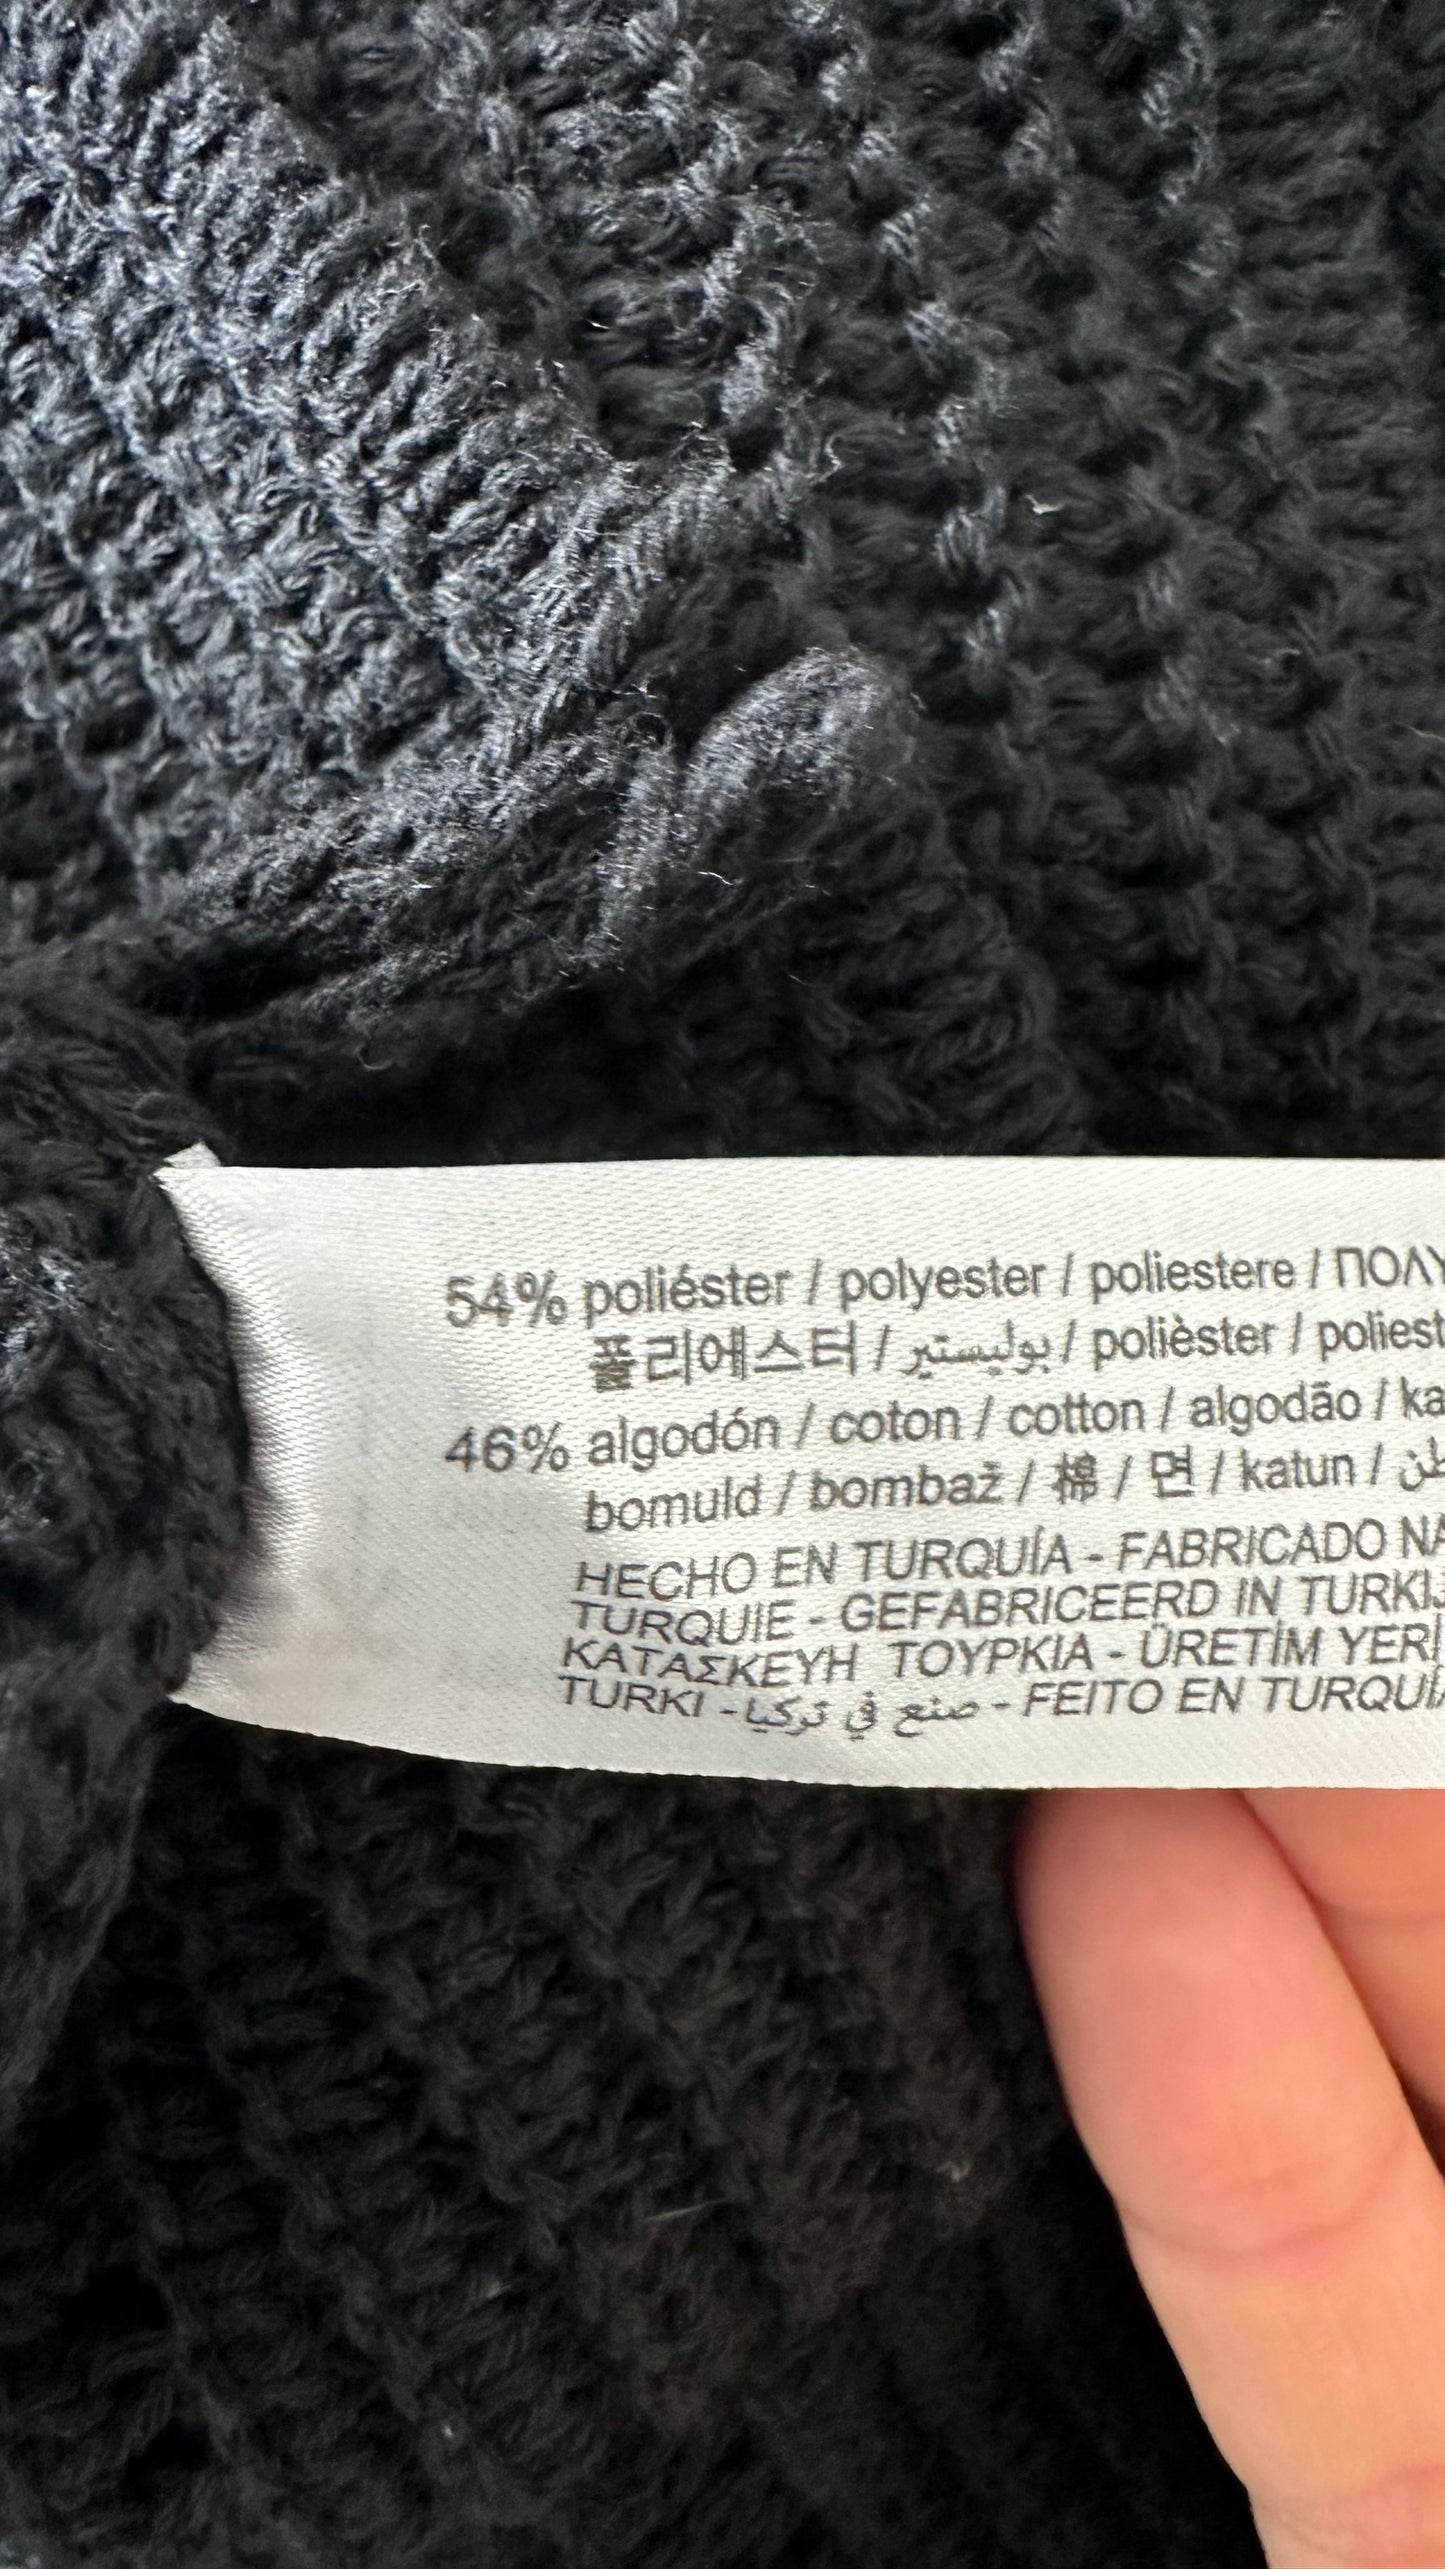 54% poliéster / polyester / poliestere / ΠΟΛΥ
폴리에스터 / بوليستير / polièster / poliest
46% algodón / coton / cotton / algodão / ka
bomuld / bombaž / 棉 / 면 / katun / طن
HECHO EN TURQUÍA - FABRICADO NA
TURQUIE - GEFABRICEERD IN TURKIJ
ΚΑΤΑΣΚΕΥΗ ΤΟΥΡΚΙΑ - ÜRETİM YERİ
TURKI - صنع في تركيا - FEITO EN TURQUÍA